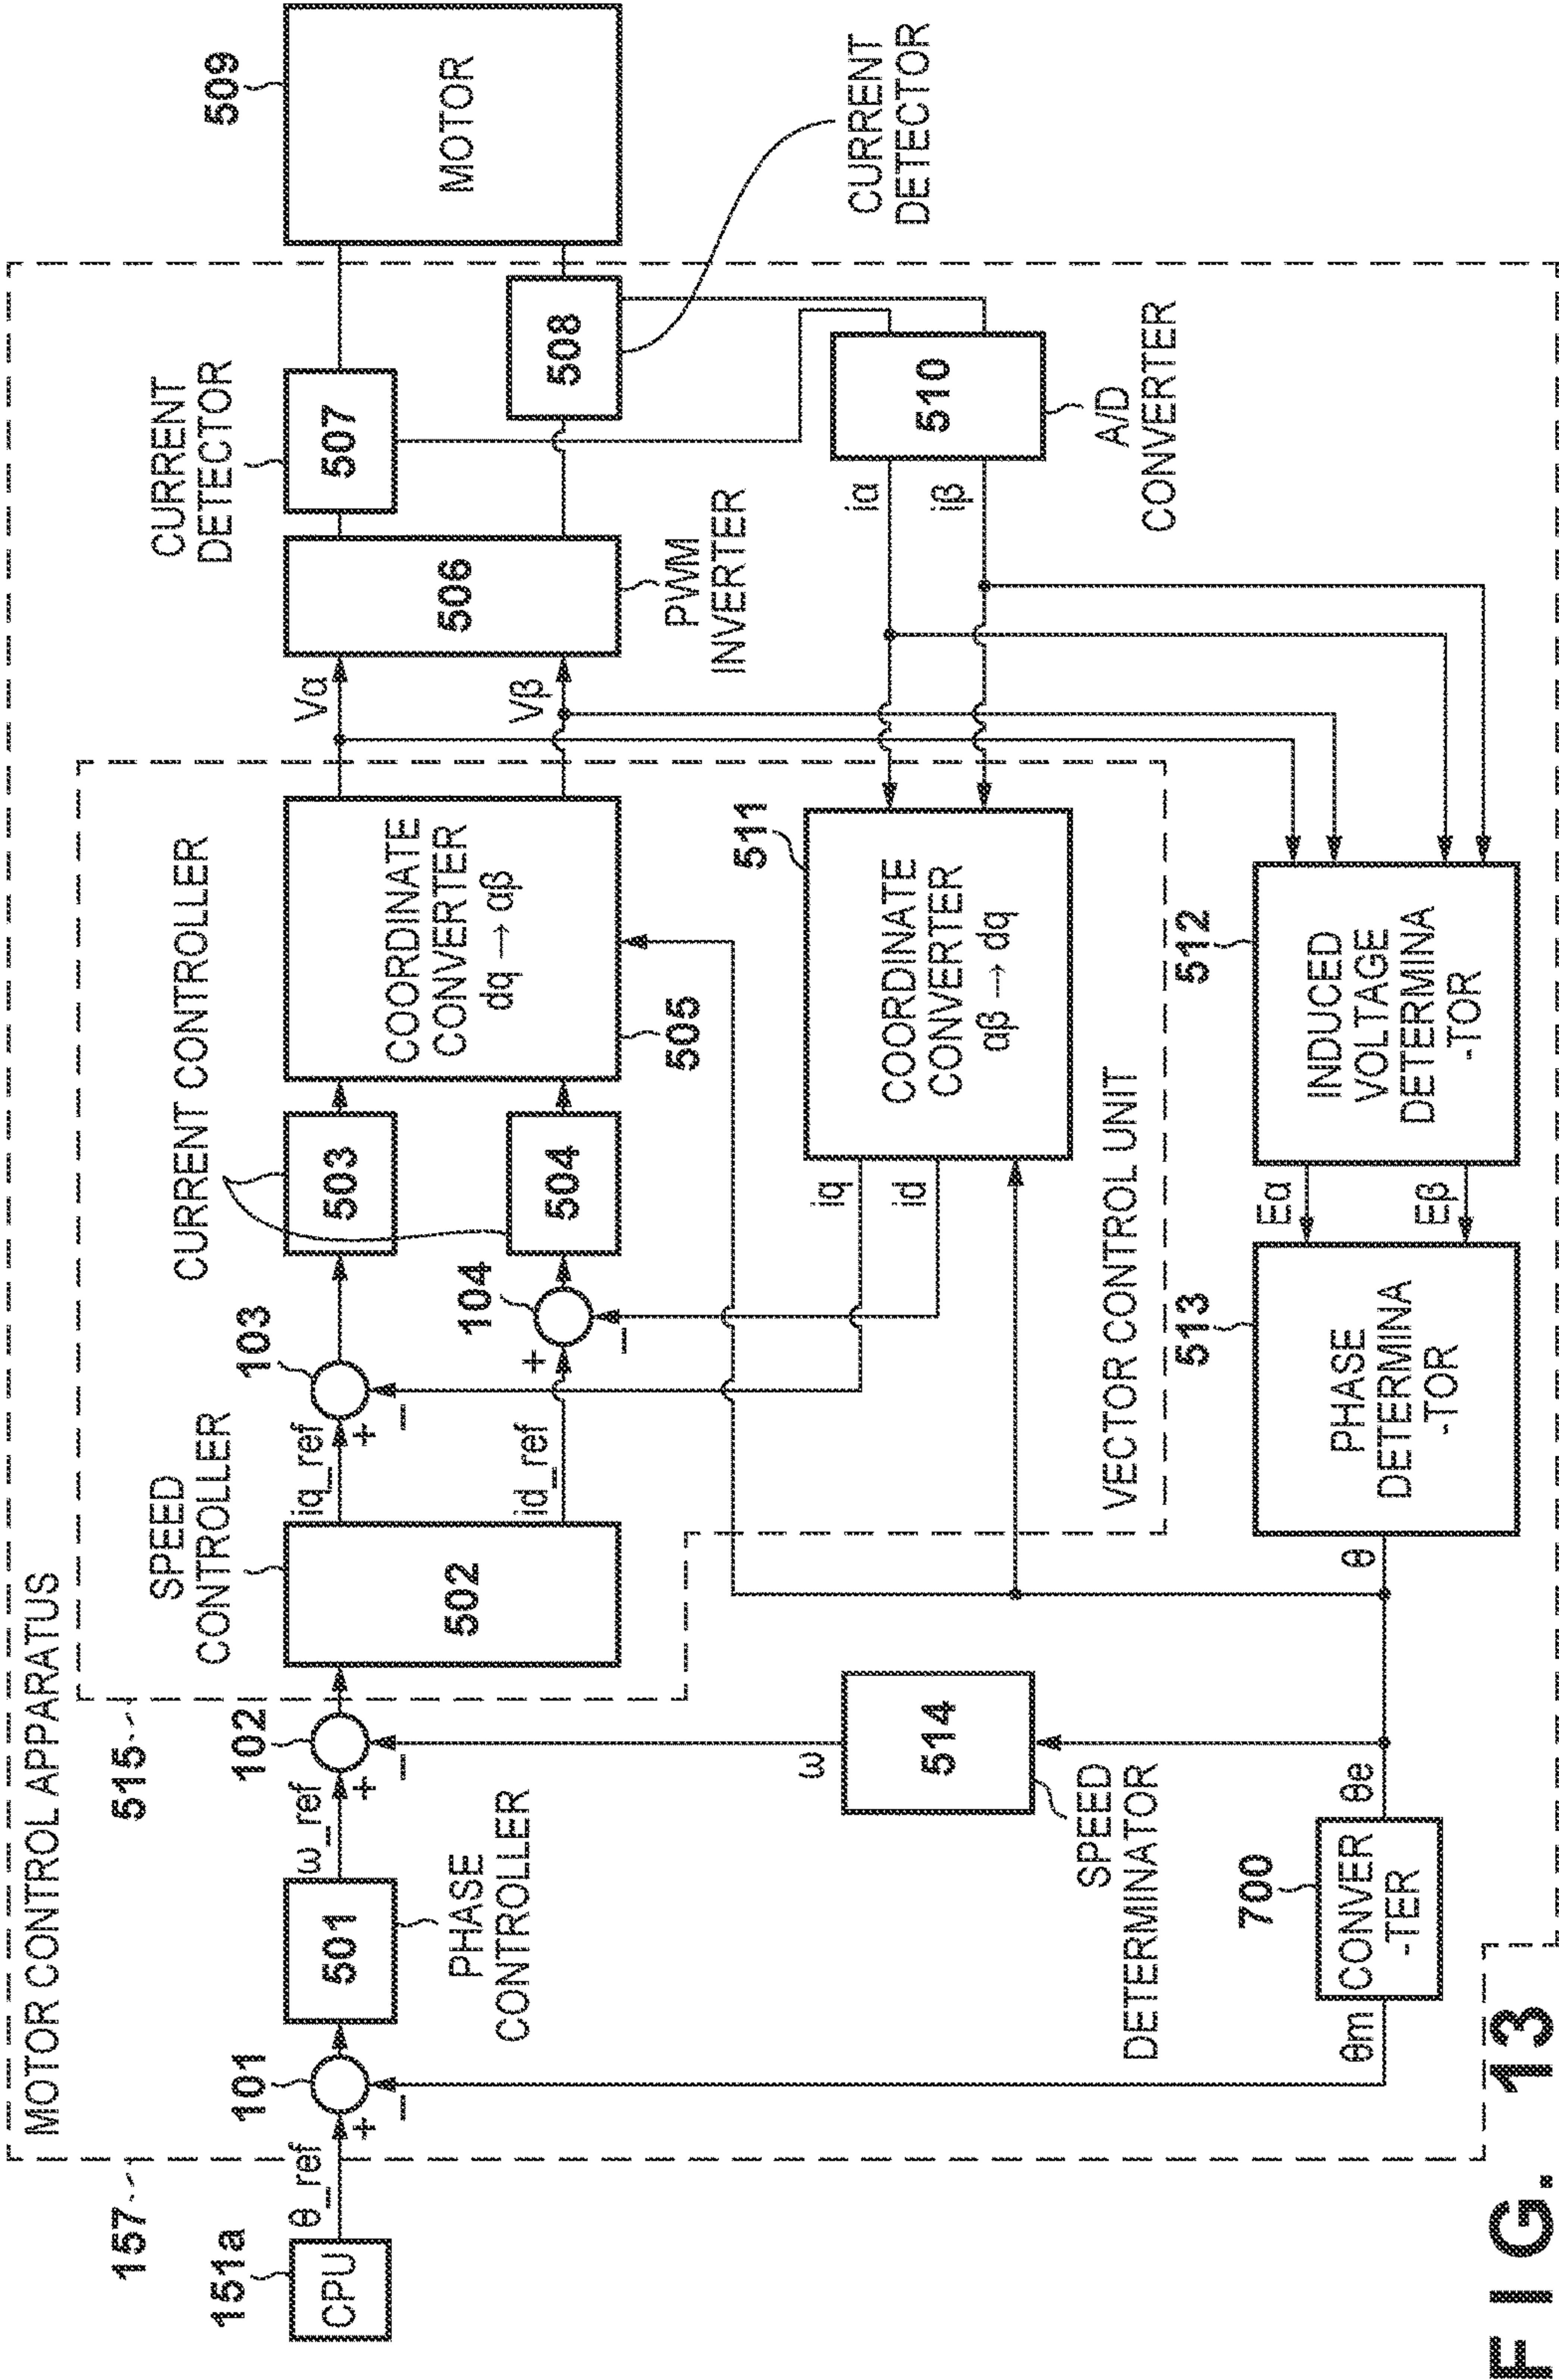 MOTOR CONTROL APPARATUS
157
151a
CPU
θ_ref
101
+
−
501
PHASE
CONTROLLER
ω_ref
102
+
−
515
SPEED
CONTROLLER
502
iq_ref
id_ref
103
+
−
104
+
−
CURRENT CONTROLLER
503
504
COORDINATE
CONVERTER
dq → αβ
505
Vα
Vβ
506
PWM
INVERTER
CURRENT
DETECTOR
507
508
CURRENT
DETECTOR
509
MOTOR
510
A/D
CONVERTER
iα
iβ
511
COORDINATE
CONVERTER
αβ → dq
iq
id
VECTOR CONTROL UNIT
512
INDUCED
VOLTAGE
DETERMINA
-TOR
Eα
Eβ
513
PHASE
DETERMINA
-TOR
θ
ω
514
SPEED
DETERMINATOR
θe
700
CONVER
-TER
θm
FIG. 13